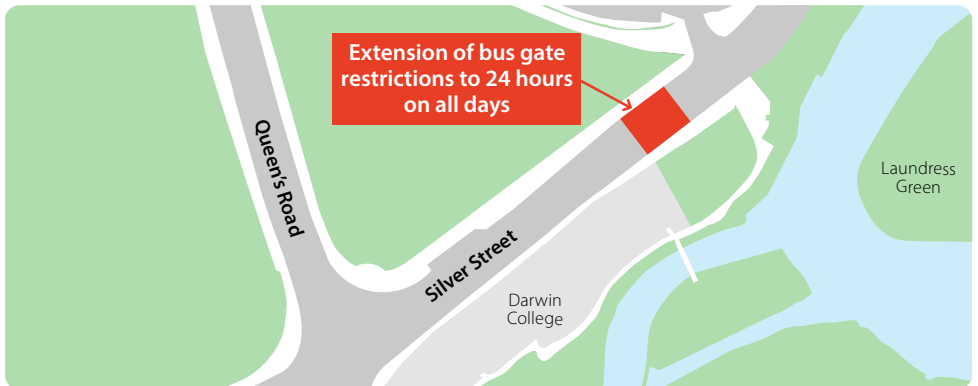 Extension of bus gate
restrictions to 24 hours
on all days
Queen's Road
Silver Street
Laundress
Green
Darwin
College